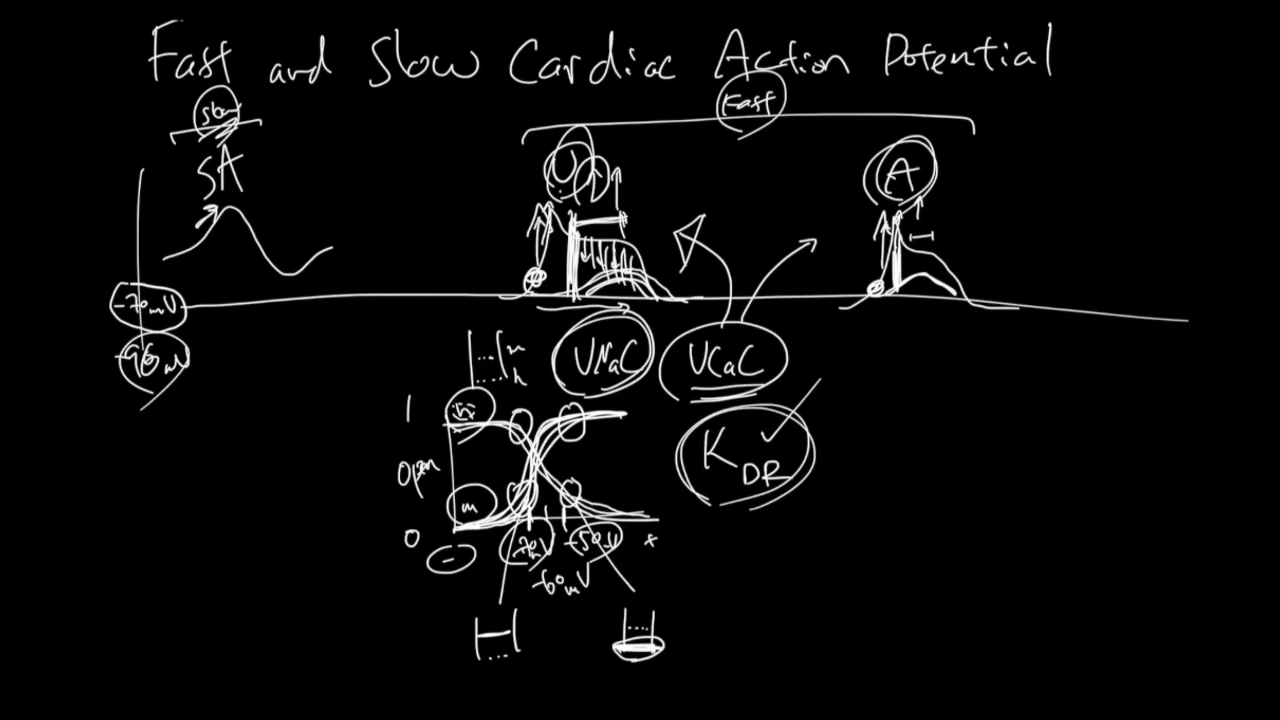 Fast and Slow Cardiac Action Potential
slow
Fast
SA
A
-70mV
-90mV
m
h
VNaC
VCaC
1
h
KDR
Open
m
0
-
-70mV
-50mV
+
-60mV